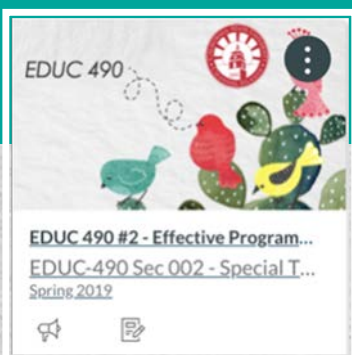 EDUC 490
EDUC 490 #2 - Effective Program...
EDUC-490 Sec 002 - Special T...
Spring 2019